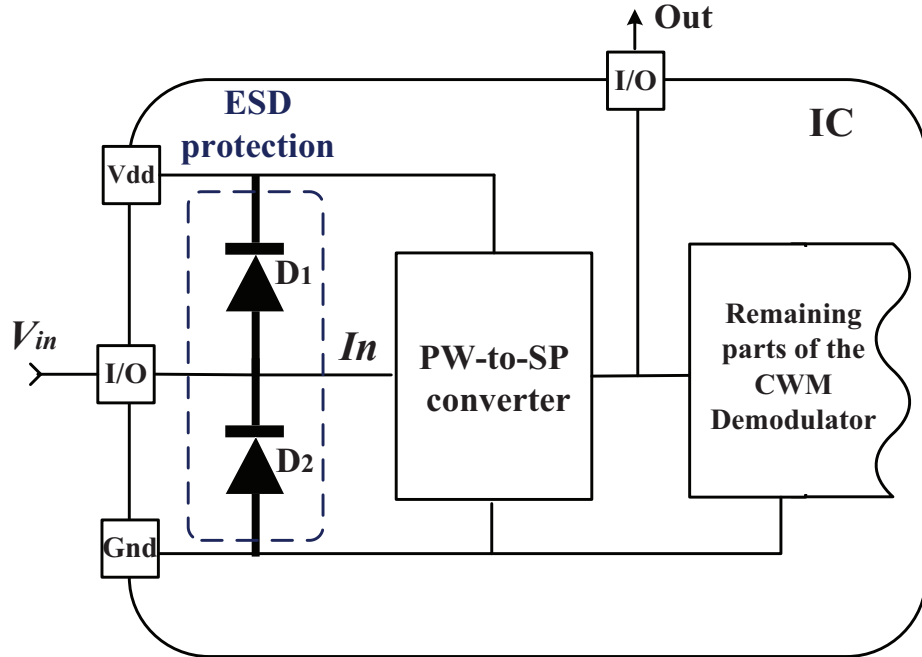 Out
I/O
IC
ESD
protection
Vdd
D1
Vin
I/O
In
PW-to-SP
converter
Remaining
parts of the
CWM
Demodulator
D2
Gnd